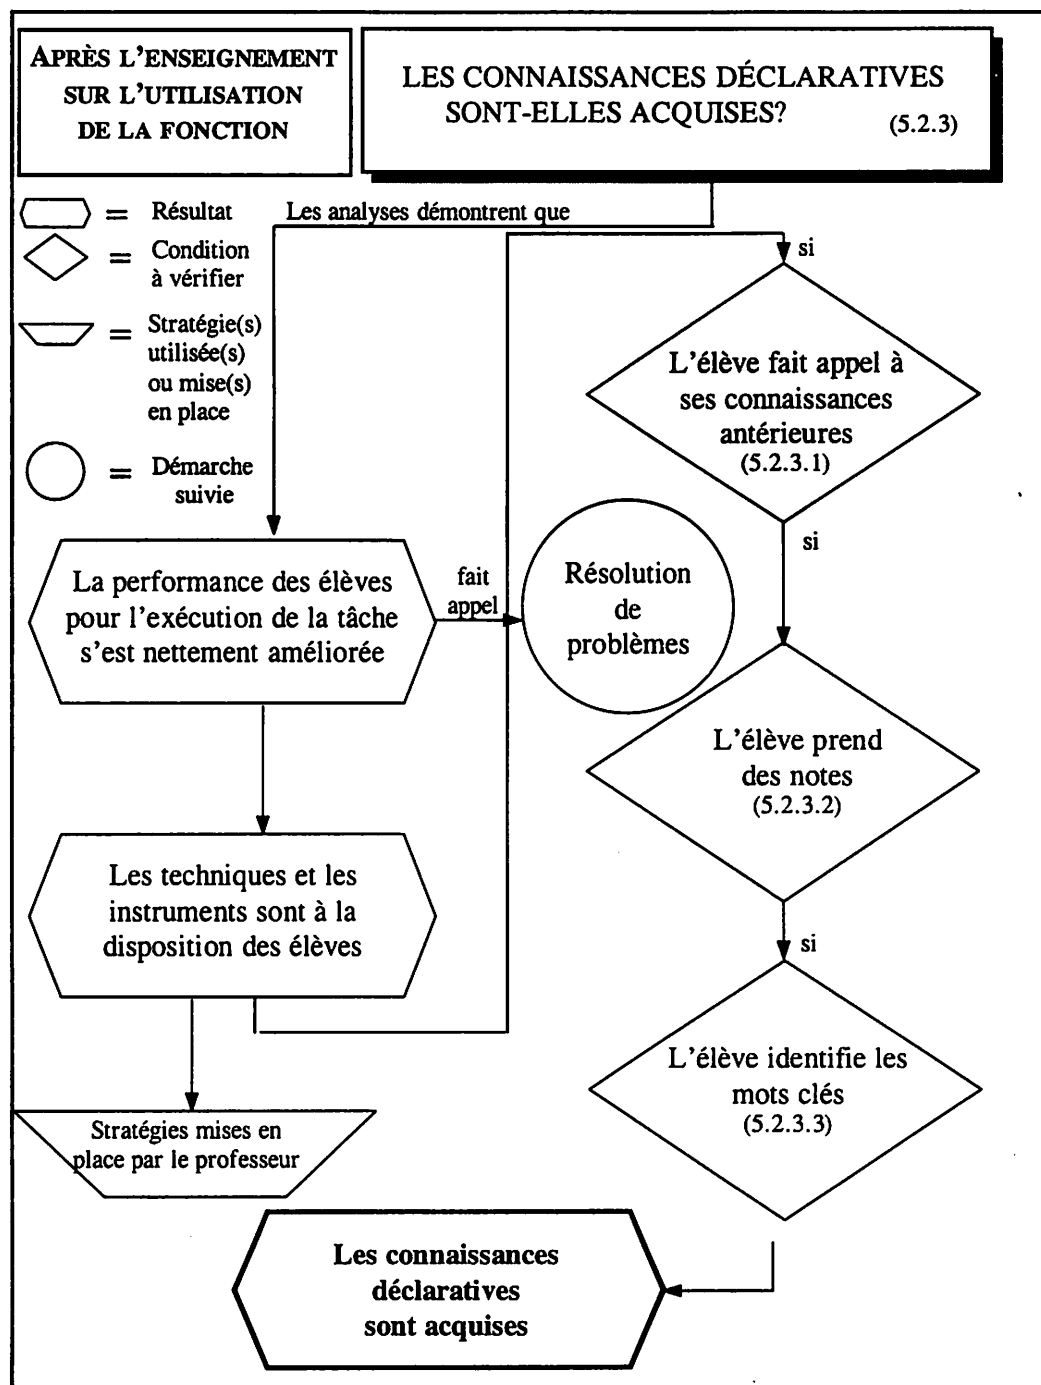 APRÈS L'ENSEIGNEMENT
SUR L'UTILISATION
DE LA FONCTION
LES CONNAISSANCES DÉCLARATIVES
SONT-ELLES ACQUISES?
(5.2.3)
= Résultat
= Condition
à vérifier
= Stratégie(s)
utilisée(s)
ou mise(s)
en place
= Démarche
suivie
Les analyses démontrent que
si
L'élève fait appel à
ses connaissances
antérieures
(5.2.3.1)
si
La performance des élèves
pour l'exécution de la tâche
s'est nettement améliorée
fait
appel
Résolution
de
problèmes
L'élève prend
des notes
(5.2.3.2)
Les techniques et les
instruments sont à la
disposition des élèves
si
L'élève identifie les
mots clés
(5.2.3.3)
Stratégies mises en
place par le professeur
Les connaissances
déclaratives
sont acquises